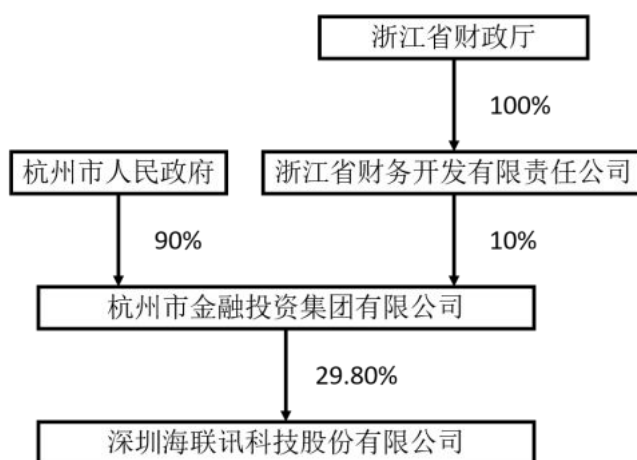 浙江省财政厅
100%
杭州市人民政府
浙江省财务开发有限责任公司
90%
10%
杭州市金融投资集团有限公司
29.80%
深圳海联讯科技股份有限公司